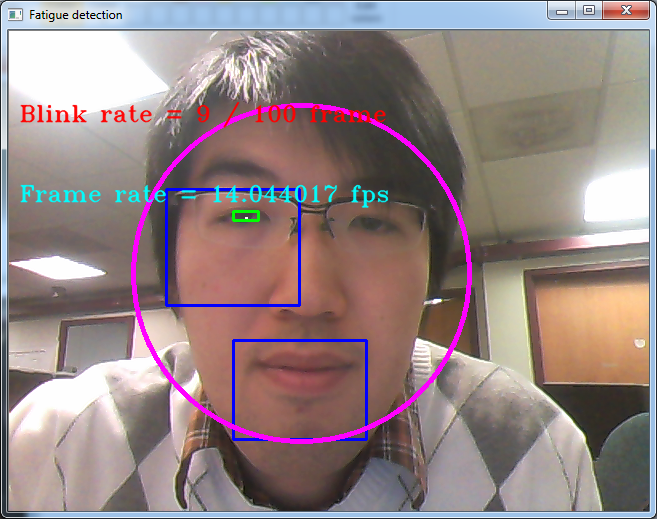 Fatigue detection
Blink rate = 9 / 100 frame
Frame rate = 14.044017 fps